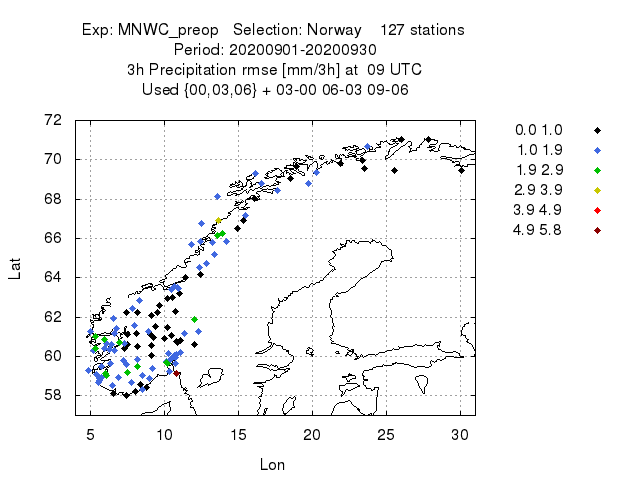 Exp: MNWC_preop Selection: Norway 127 stations
Period: 20200901-20200930
3h Precipitation rmse [mm/3h] at 09 UTC
Used {00,03,06} + 03-00 06-03 09-06
72
70
68
66
64
62
60
58
Lat
5 10 15 20 25 30
Lon
0.0 1.0
1.0 1.9
1.9 2.9
2.9 3.9
3.9 4.9
4.9 5.8